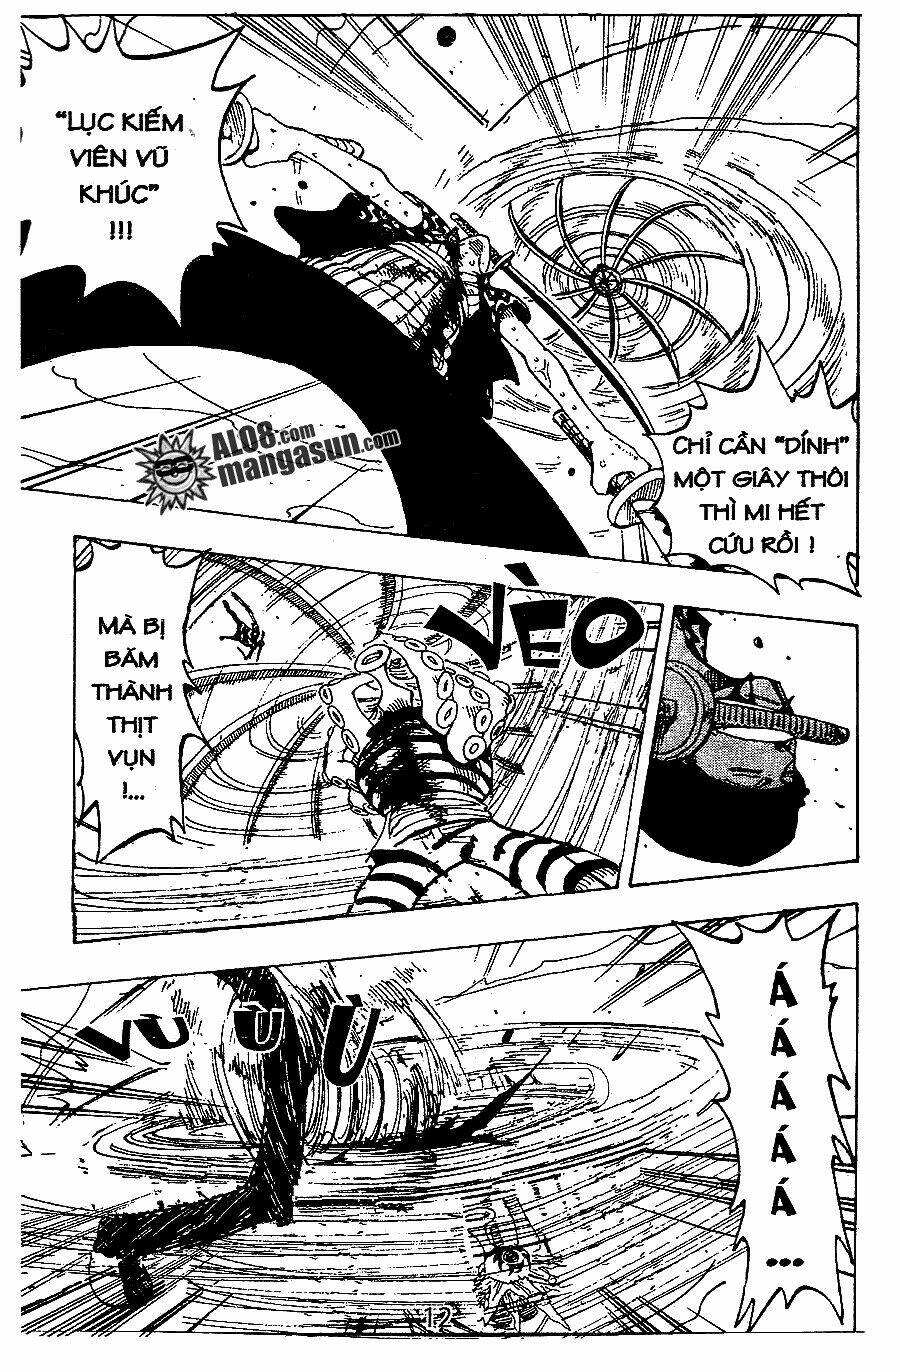 "LỤC KIẾM
VIÊN VŨ
KHÚC"
!!!
ALO8.com
mangasun.com
CHỈ CẦN "DÍNH"
MỘT GIÂY THÔI
THÌ MI HẾT
CỨU RỒI !
VÈO
MÀ BỊ
BĂM
THÀNH
THỊT
VỤN
!...
VÙ Ù Ù
Á
Á
Á
Á
Á
...
12